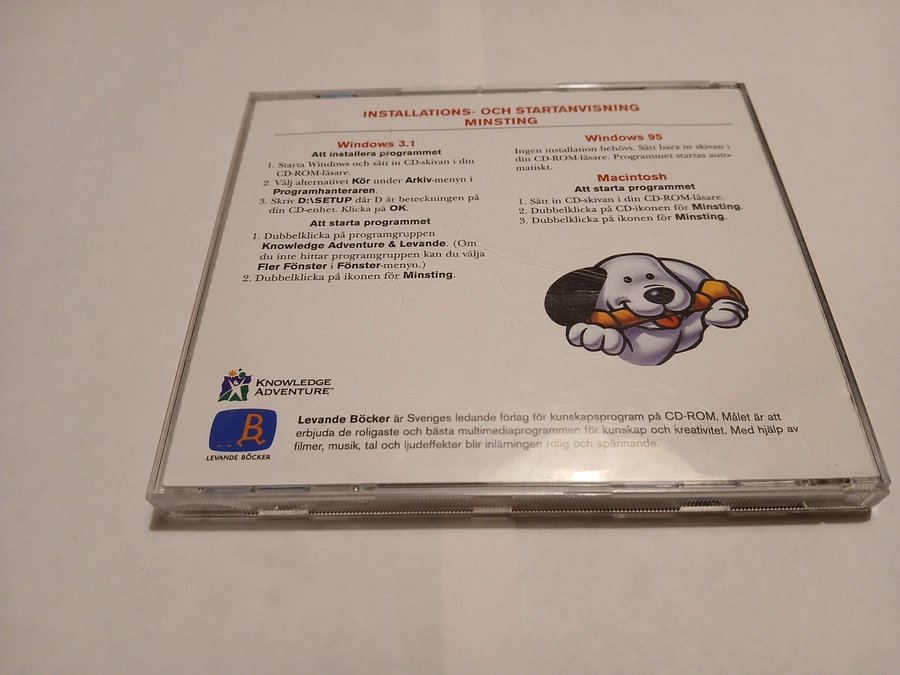 INSTALLATIONS- OCH STARTANVISNING
MINSTING
Windows 3.1
Att installera programmet
1. Starta Windows och sätt in CD-skivan i din
CD-ROM-läsare.
2. Välj alternativet Kör under Arkiv-menyn i
Programhanteraren.
3. Skriv D:\SETUP där D är beteckningen på
din CD-enhet. Klicka på OK.
Att starta programmet
1. Dubbelklicka på programgruppen
Knowledge Adventure & Levande. (Om
du inte hittar programgruppen kan du välja
Fler Fönster i Fönster-menyn.)
2. Dubbelklicka på ikonen för Minsting.
Windows 95
Ingen installation behövs. Sätt bara in skivan i
din CD-ROM-läsare. Programmet startas auto-
matiskt.
Macintosh
Att starta programmet
1. Sätt in CD-skivan i din CD-ROM-läsare.
2. Dubbelklicka på CD-ikonen för Minsting.
3. Dubbelklicka på ikonen för Minsting.
KNOWLEDGE
ADVENTURE™
B
LEVANDE BÖCKER
Levande Böcker är Sveriges ledande förlag för kunskapsprogram på CD-ROM. Målet är att
erbjuda de roligaste och bästa multimediaprogrammen för kunskap och kreativitet. Med hjälp av
filmer, musik, tal och ljudeffekter blir inlärningen rolig och spännande.